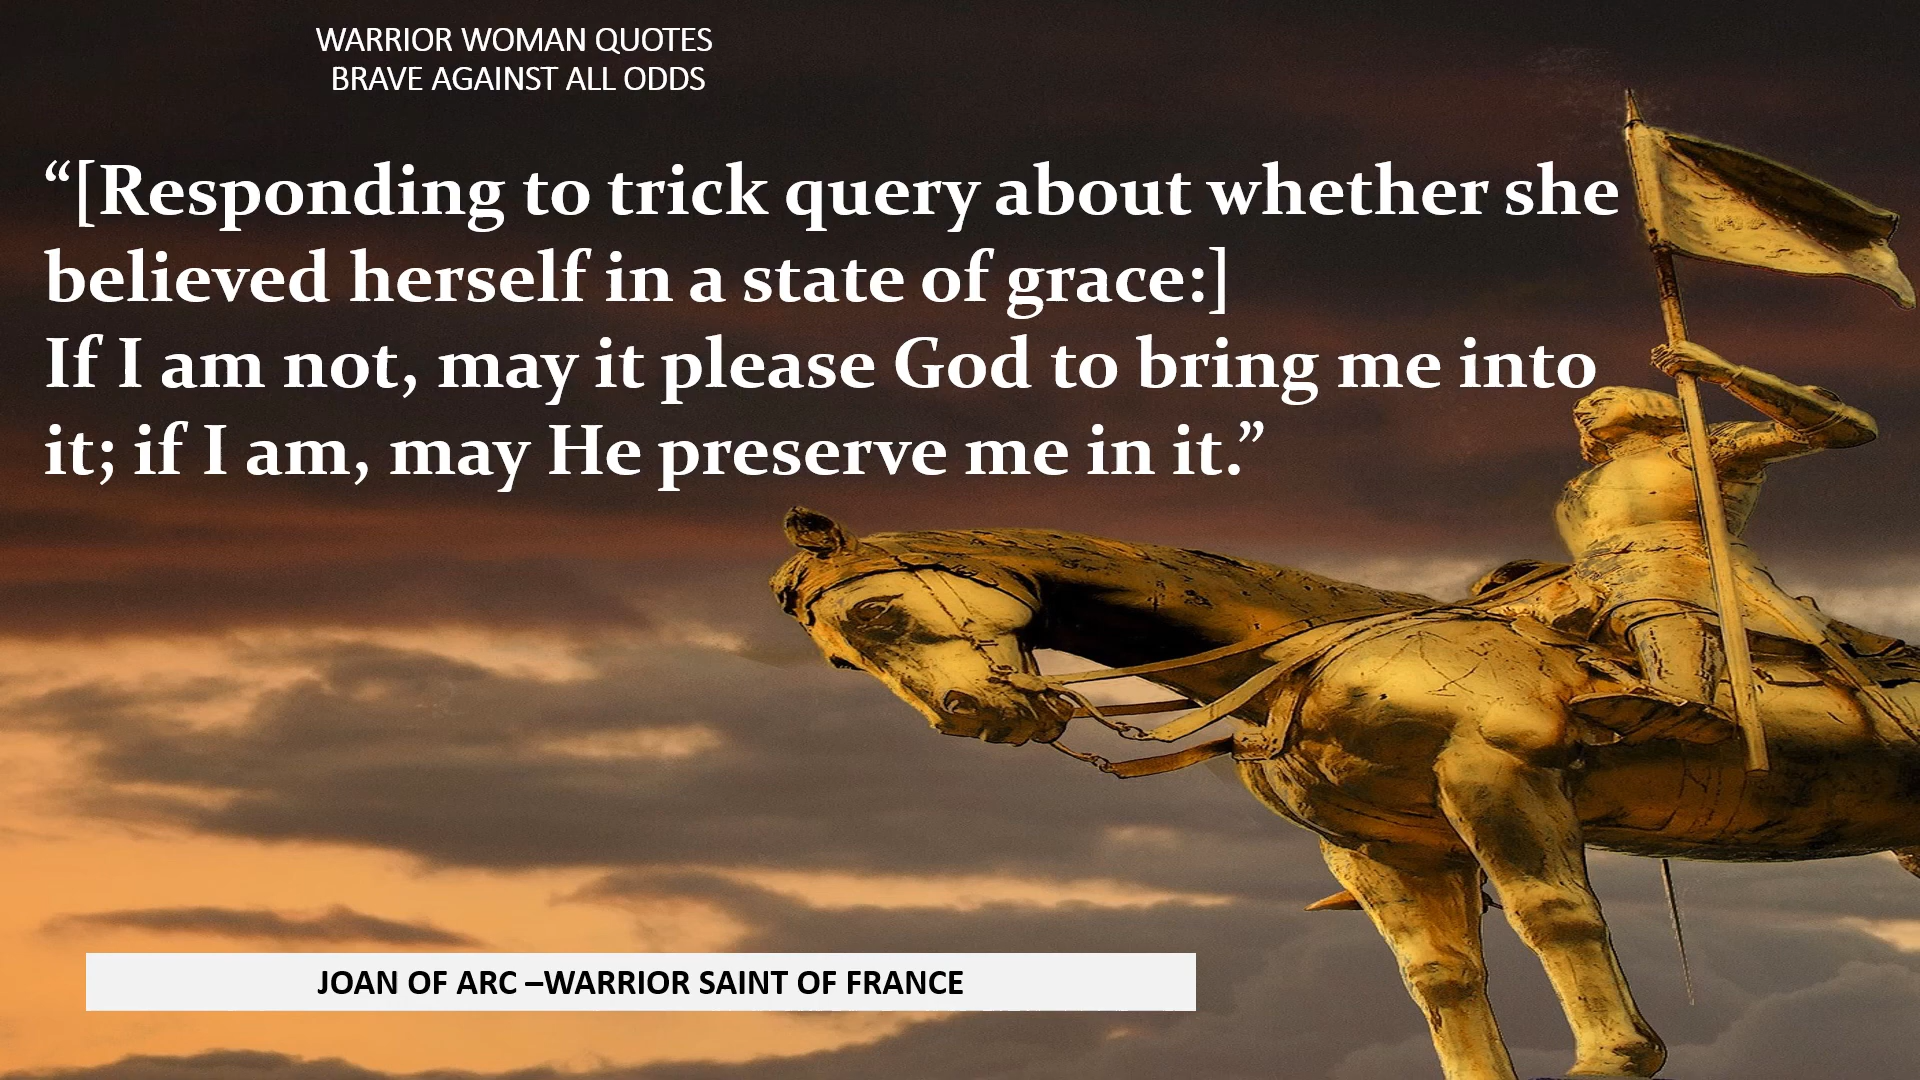 WARRIOR WOMAN QUOTES
BRAVE AGAINST ALL ODDS
“[Responding to trick query about whether she
believed herself in a state of grace:]
If I am not, may it please God to bring me into
it; if I am, may He preserve me in it.”
JOAN OF ARC –WARRIOR SAINT OF FRANCE